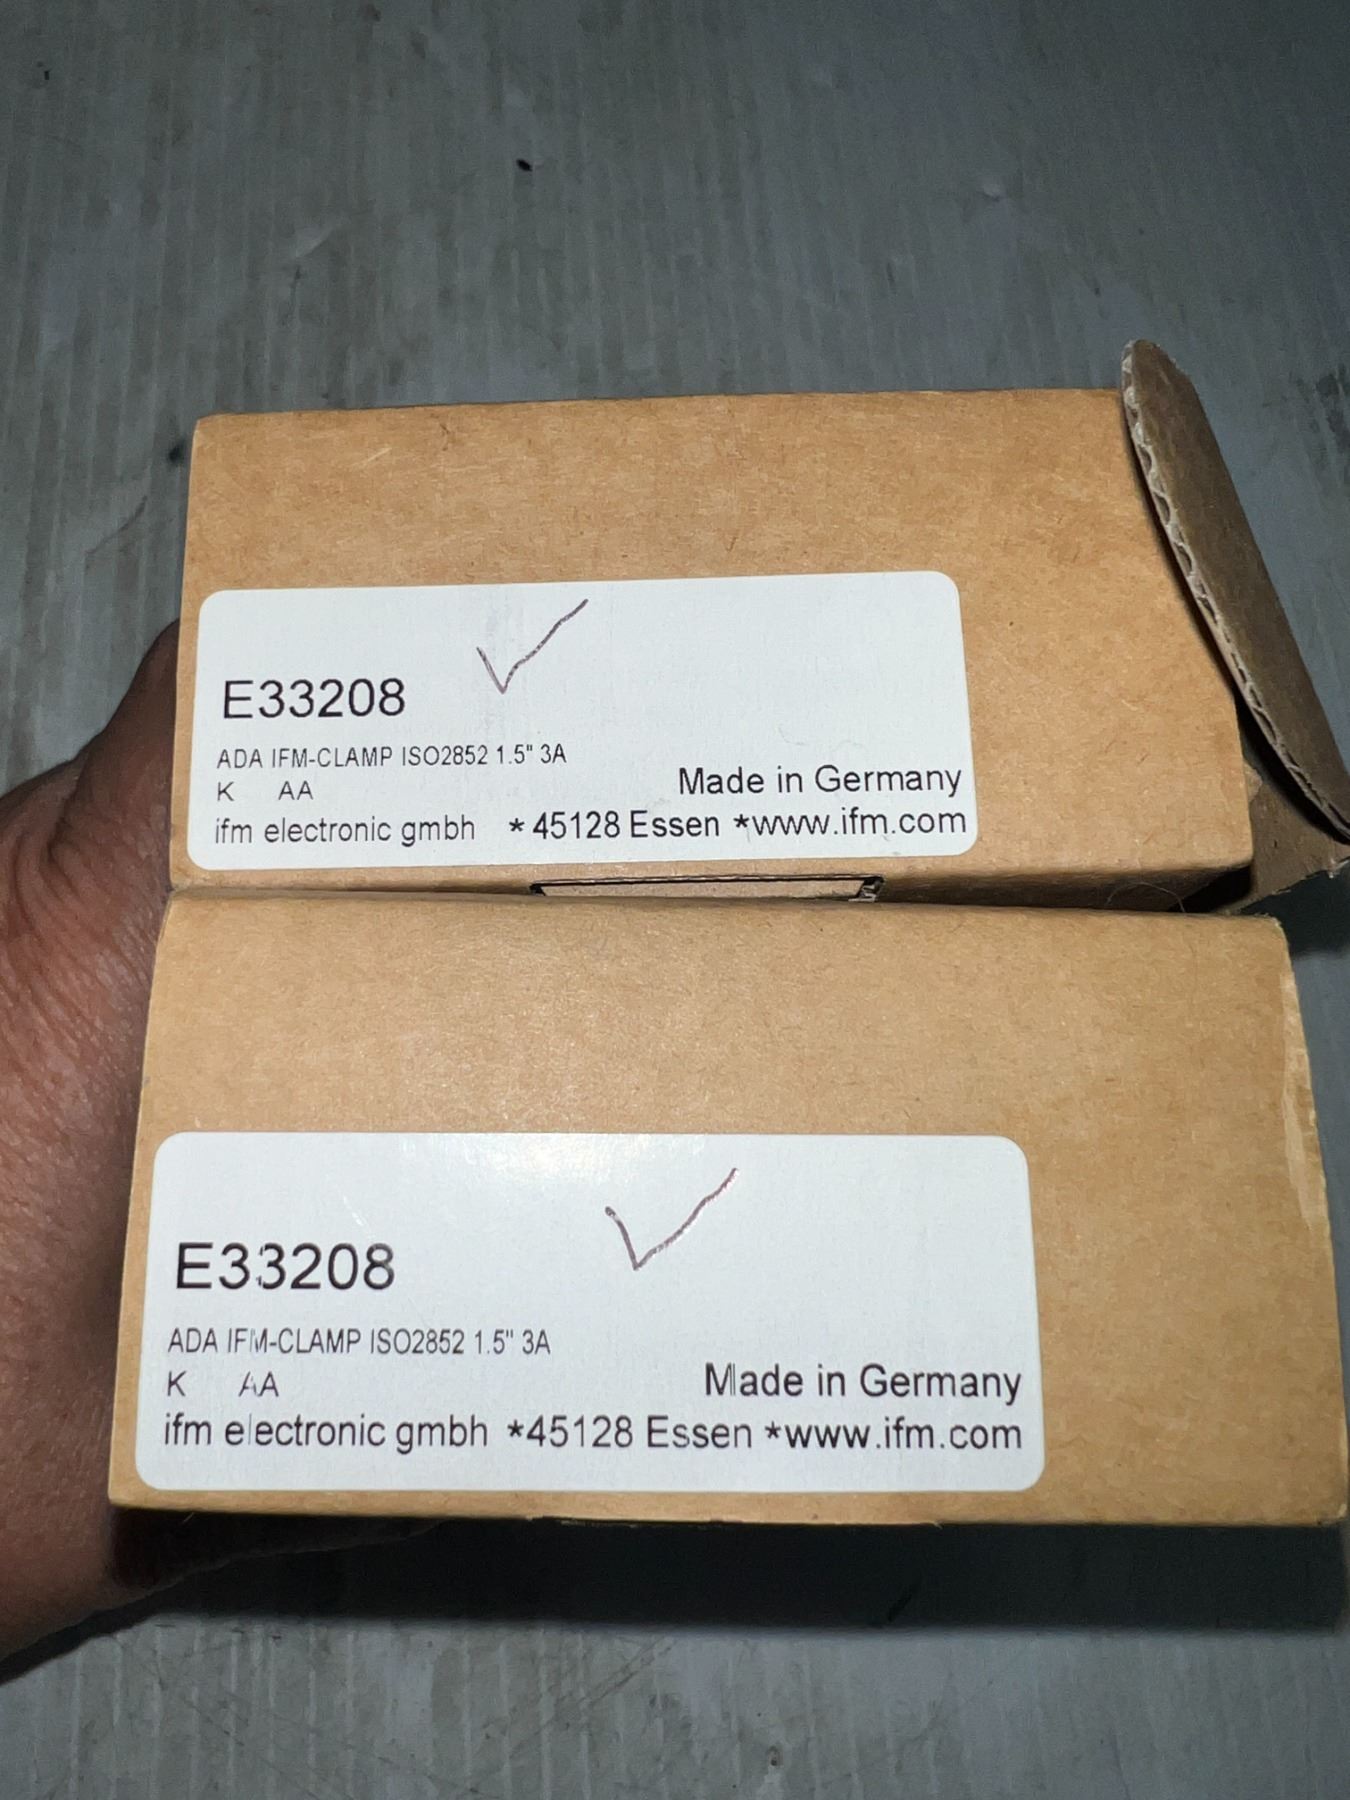 E33208
ADA IFM-CLAMP ISO2852 1.5" 3A
K AA
Made in Germany
ifm electronic gmbh *45128 Essen *www.ifm.com
E33208
ADA IFM-CLAMP ISO2852 1.5" 3A
K AA
Made in Germany
ifm electronic gmbh *45128 Essen *www.ifm.com